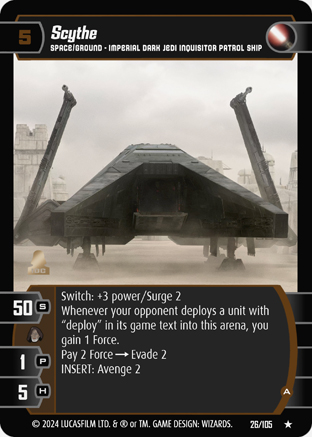 5
Scythe
SPACE/GROUND - IMPERIAL DARK JEDI INQUISITOR PATROL SHIP
50 S
Switch: +3 power/Surge 2
Whenever your opponent deploys a unit with
"deploy" in its game text into this arena, you
gain 1 Force.
1 P
Pay 2 Force → Evade 2
INSERT: Avenge 2
5 H
A
© 2024 LUCASFILM LTD. & ® or TM. GAME DESIGN: WIZARDS.
26/105